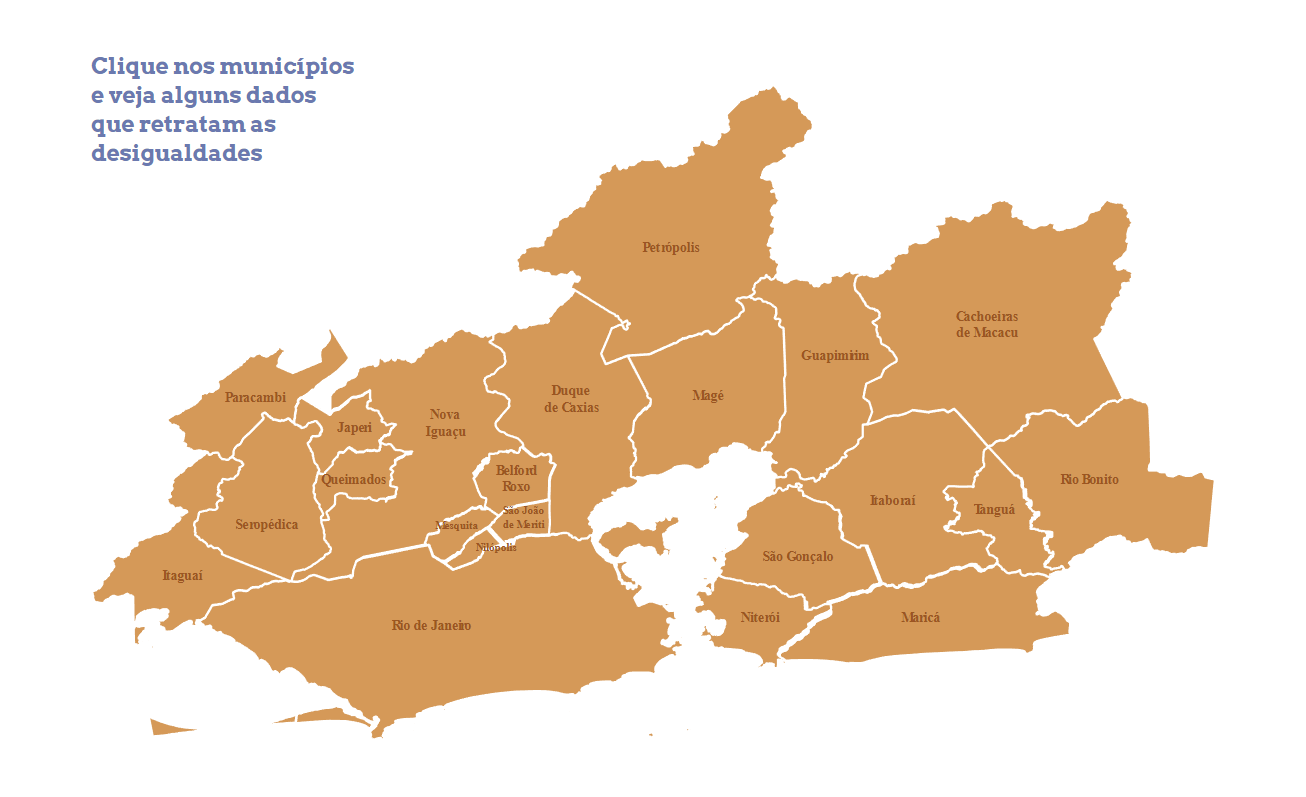 Clique nos municípios
e veja alguns dados
que retratam as
desigualdades
Petrópolis
Cachoeiras
de Macacu
Guapimirim
Paracambi
Duque
de Caxias
Magé
Nova
Iguaçu
Japeri
Queimados
Belford
Roxo
Rio Bonito
Itaboraí
Tanguá
São João
de Meriti
Seropédica
Mesquita
Nilópolis
São Gonçalo
Itaguaí
Niterói
Maricá
Rio de Janeiro